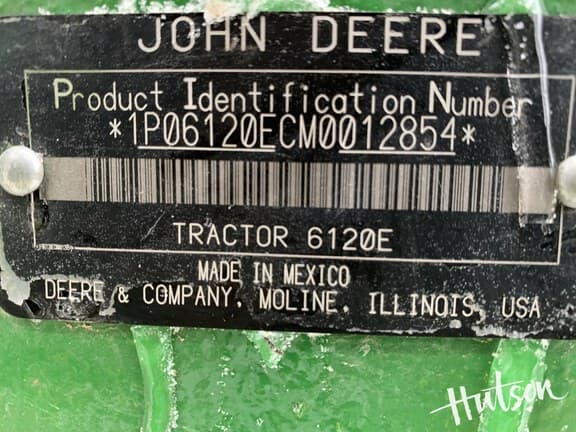 JOHN DEERE
Product Identification Number
*1P06120ECM0012854*
TRACTOR 6120E
MADE IN MEXICO
DEERE & COMPANY, MOLINE, ILLINOIS, USA
Hutson